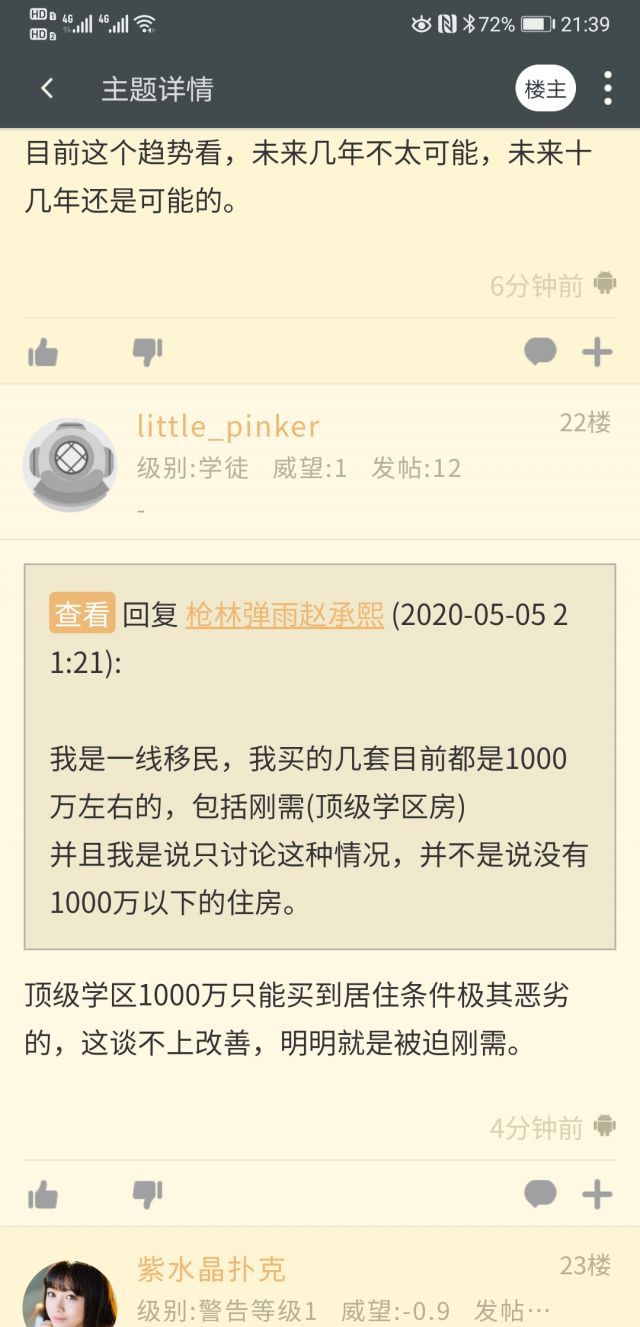 HD 1 4G 4G 72% 21:39
HD 2
主题详情
楼主
目前这个趋势看，未来几年不太可能，未来十
几年还是可能的。
6分钟前
little_pinker
22楼
级别:学徒 威望:1 发帖:12
-
查看 回复 枪林弹雨赵承熙 (2020-05-05 2
1:21):
我是一线移民，我买的几套目前都是1000
万左右的，包括刚需(顶级学区房)
并且我是说只讨论这种情况，并不是说没有
1000万以下的住房。
顶级学区1000万只能买到居住条件极其恶劣
的，这谈不上改善，明明就是被迫刚需。
4分钟前
紫水晶扑克
23楼
级别:警告等级1 威望:-0.9 发帖…